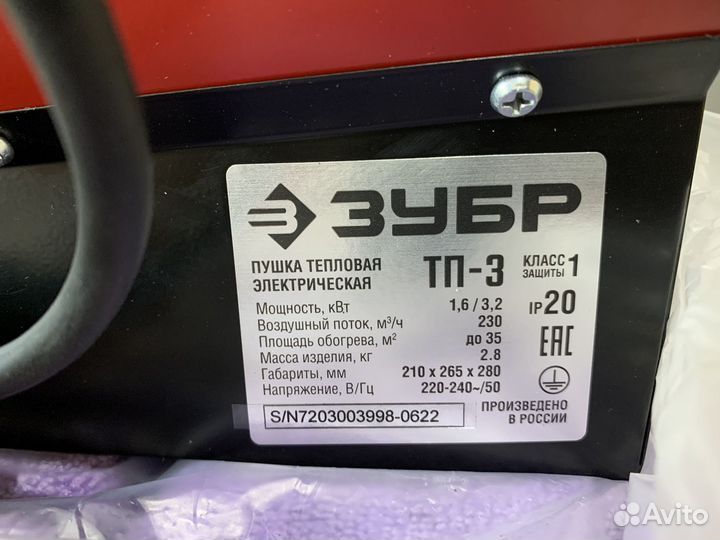 ЗУБР
ПУШКА ТЕПЛОВАЯ ЭЛЕКТРИЧЕСКАЯ
ТП-3
КЛАСС ЗАЩИТЫ 1
Мощность, кВт 1,6 / 3,2
IP20
Воздушный поток, м³/ч 230
Площадь обогрева, м² до 35
EAC
Масса изделия, кг 2.8
Габариты, мм 210 x 265 x 280
Напряжение, В/Гц 220-240~/50
S/N7203003998-0622
ПРОИЗВЕДЕНО
В РОССИИ
Avito